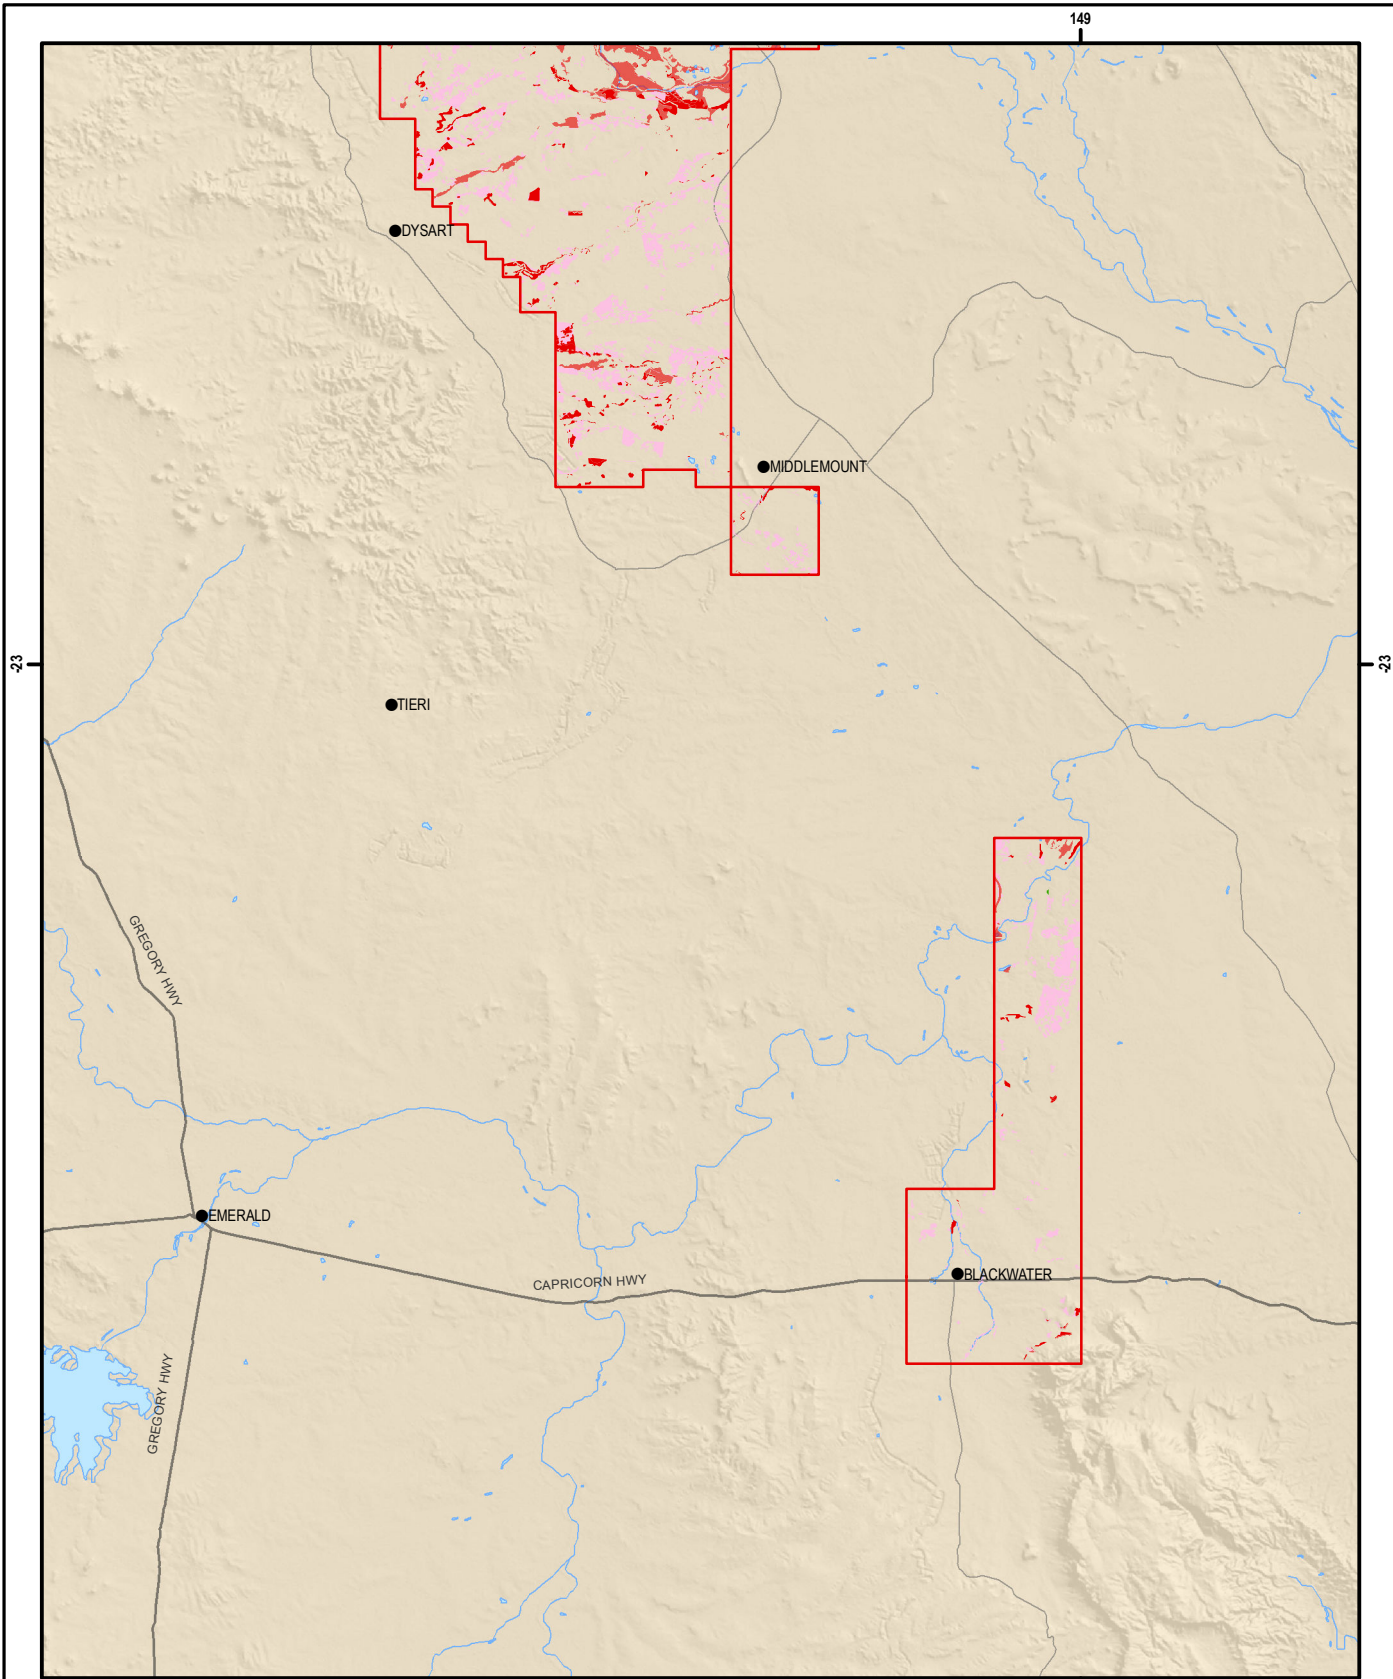 149
DYSART
MIDDLEMOUNT
-23
-23
TIERI
GREGORY HWY
EMERALD
BLACKWATER
CAPRICORN HWY
GREGORY HWY